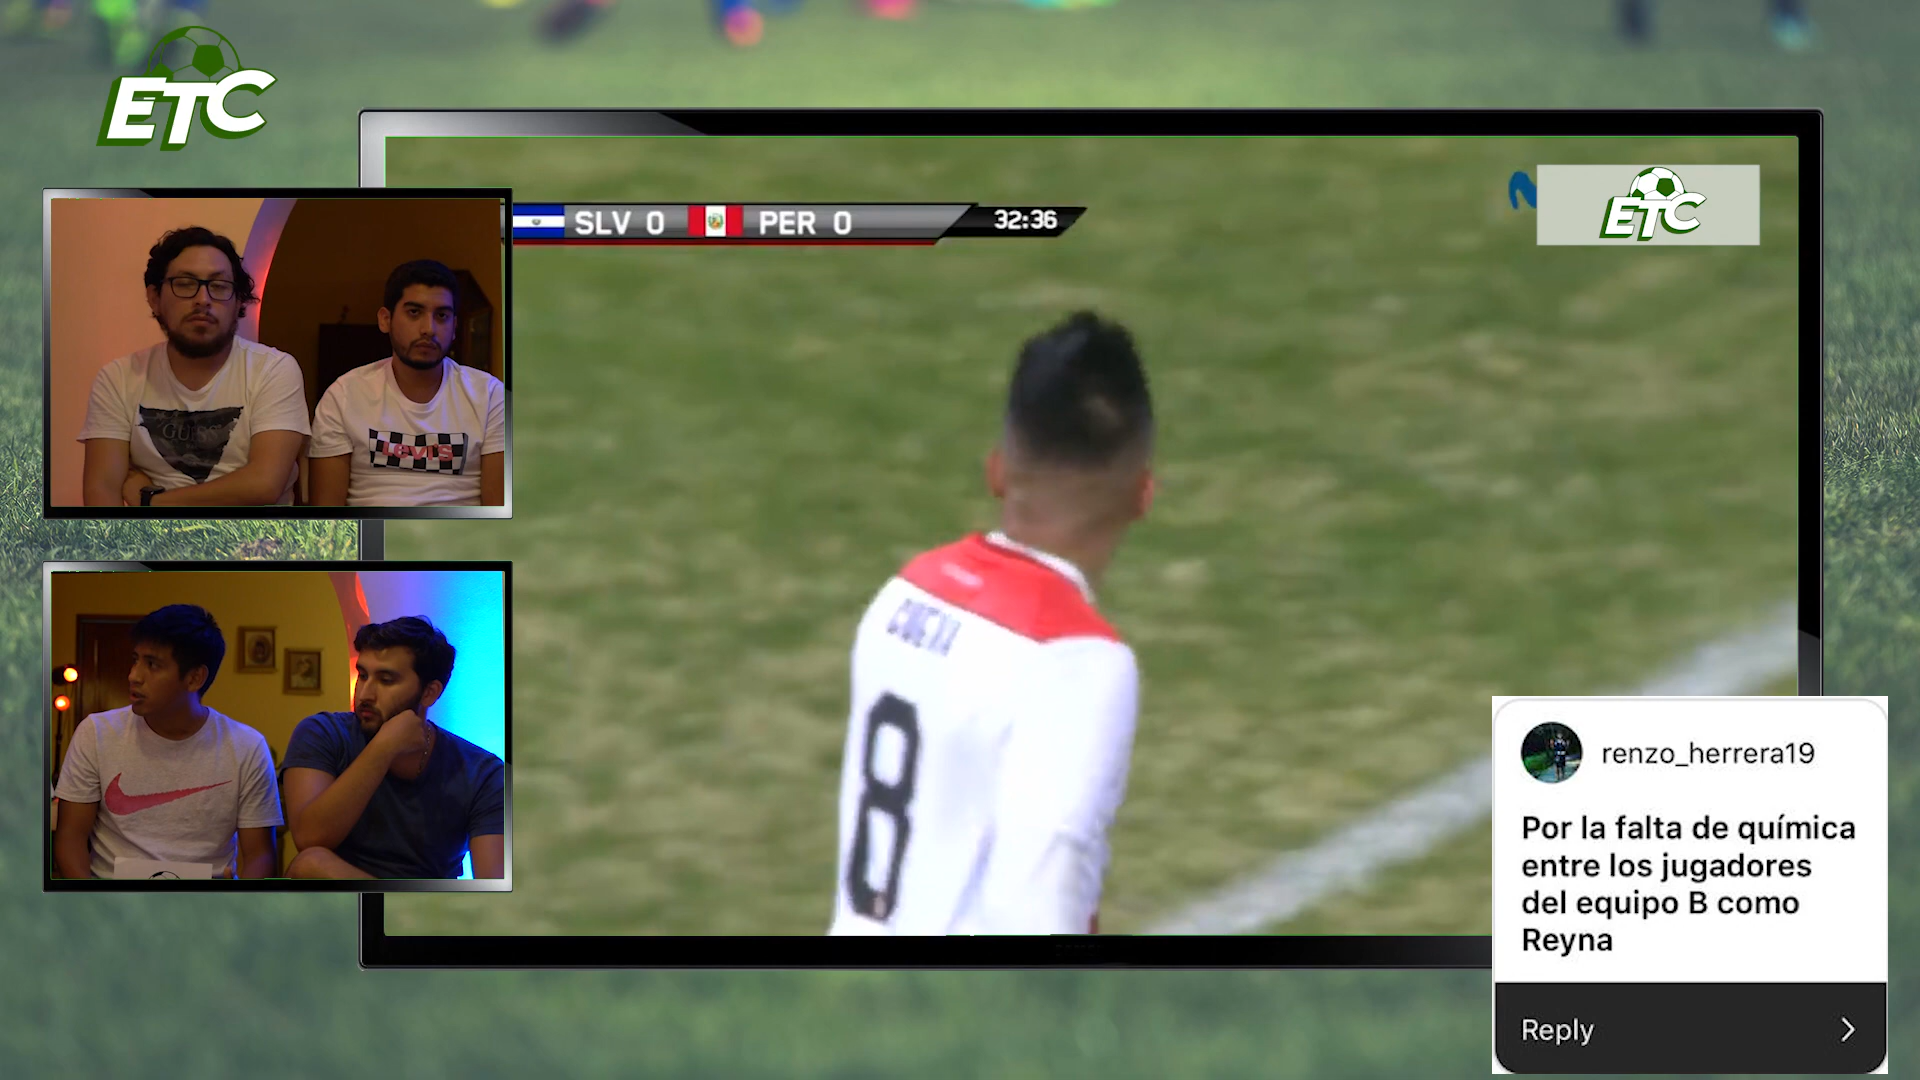 ETC
SLV 0 PER 0 32:36
ETC
GUESS
Levi's
CUEVA
8
renzo_herrera19
Por la falta de química
entre los jugadores
del equipo B como
Reyna
Reply